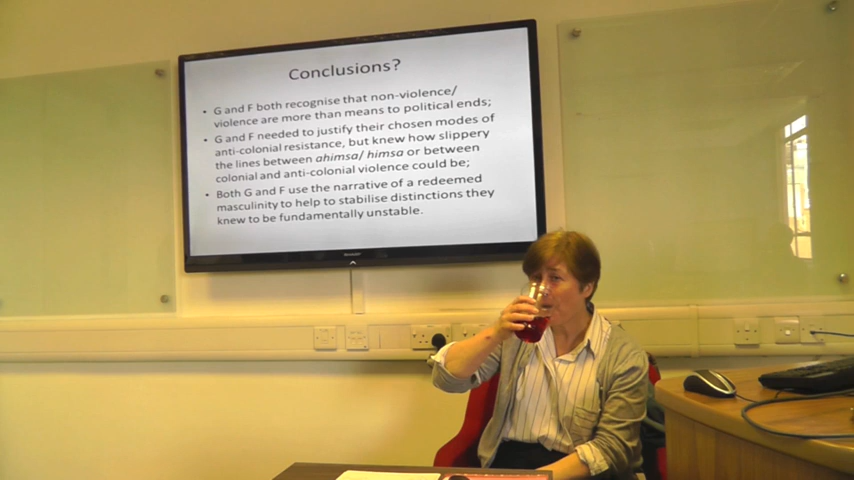 Conclusions?
• G and F both recognise that non-violence/
violence are more than means to political ends;
• G and F needed to justify their chosen modes of
anti-colonial resistance, but knew how slippery
the lines between ahimsa/ himsa or between
colonial and anti-colonial violence could be;
• Both G and F use the narrative of a redeemed
masculinity to help to stabilise distinctions they
knew to be fundamentally unstable.